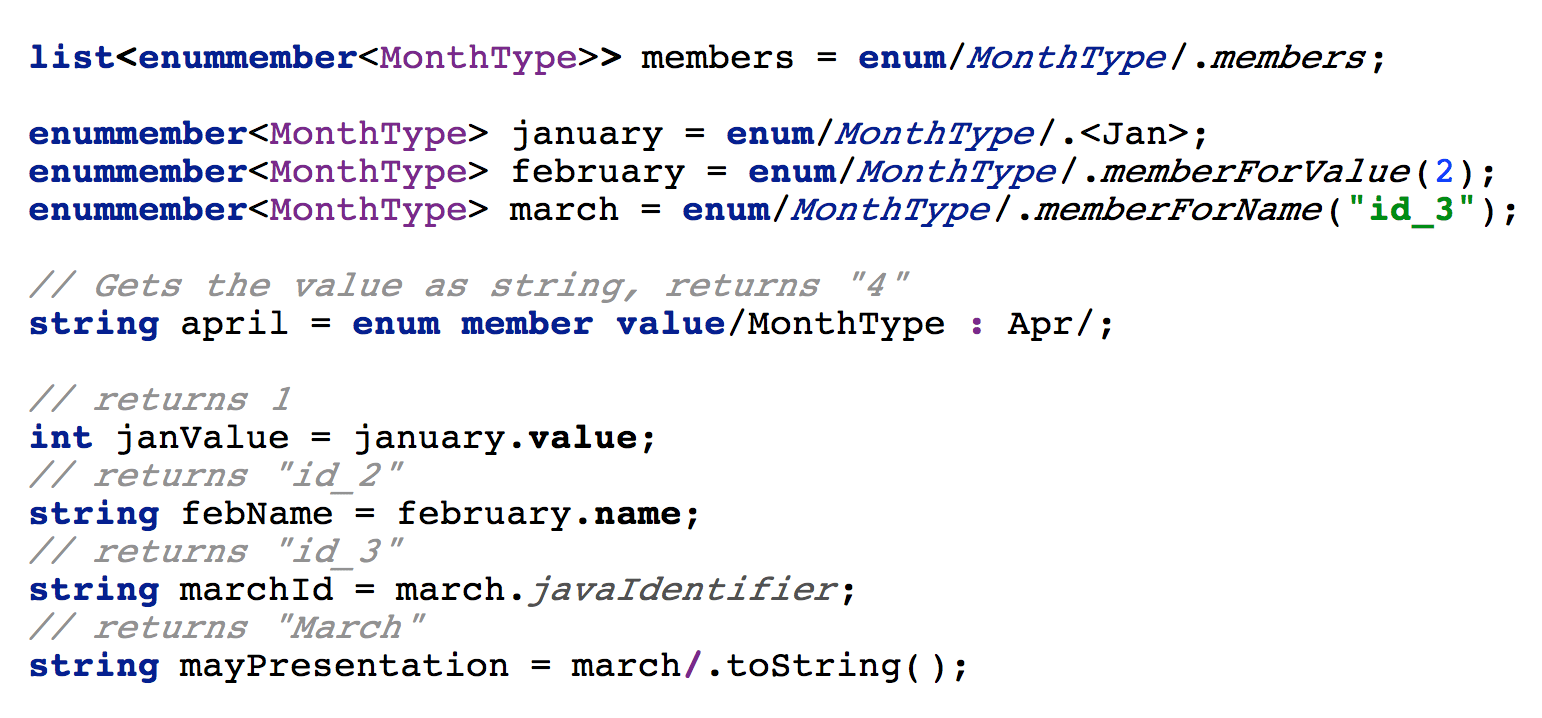 list<enummember<MonthType>> members = enum/MonthType/.members;
enummember<MonthType> january = enum/MonthType/.<Jan>;
enummember<MonthType> february = enum/MonthType/.memberForValue(2);
enummember<MonthType> march = enum/MonthType/.memberForName("id_3");
// Gets the value as string, returns "4"
string april = enum member value/MonthType : Apr/;
// returns 1
int janValue = january.value;
// returns "id_2"
string febName = february.name;
// returns "id_3"
string marchId = march.javaIdentifier;
// returns "March"
string mayPresentation = march/.toString();